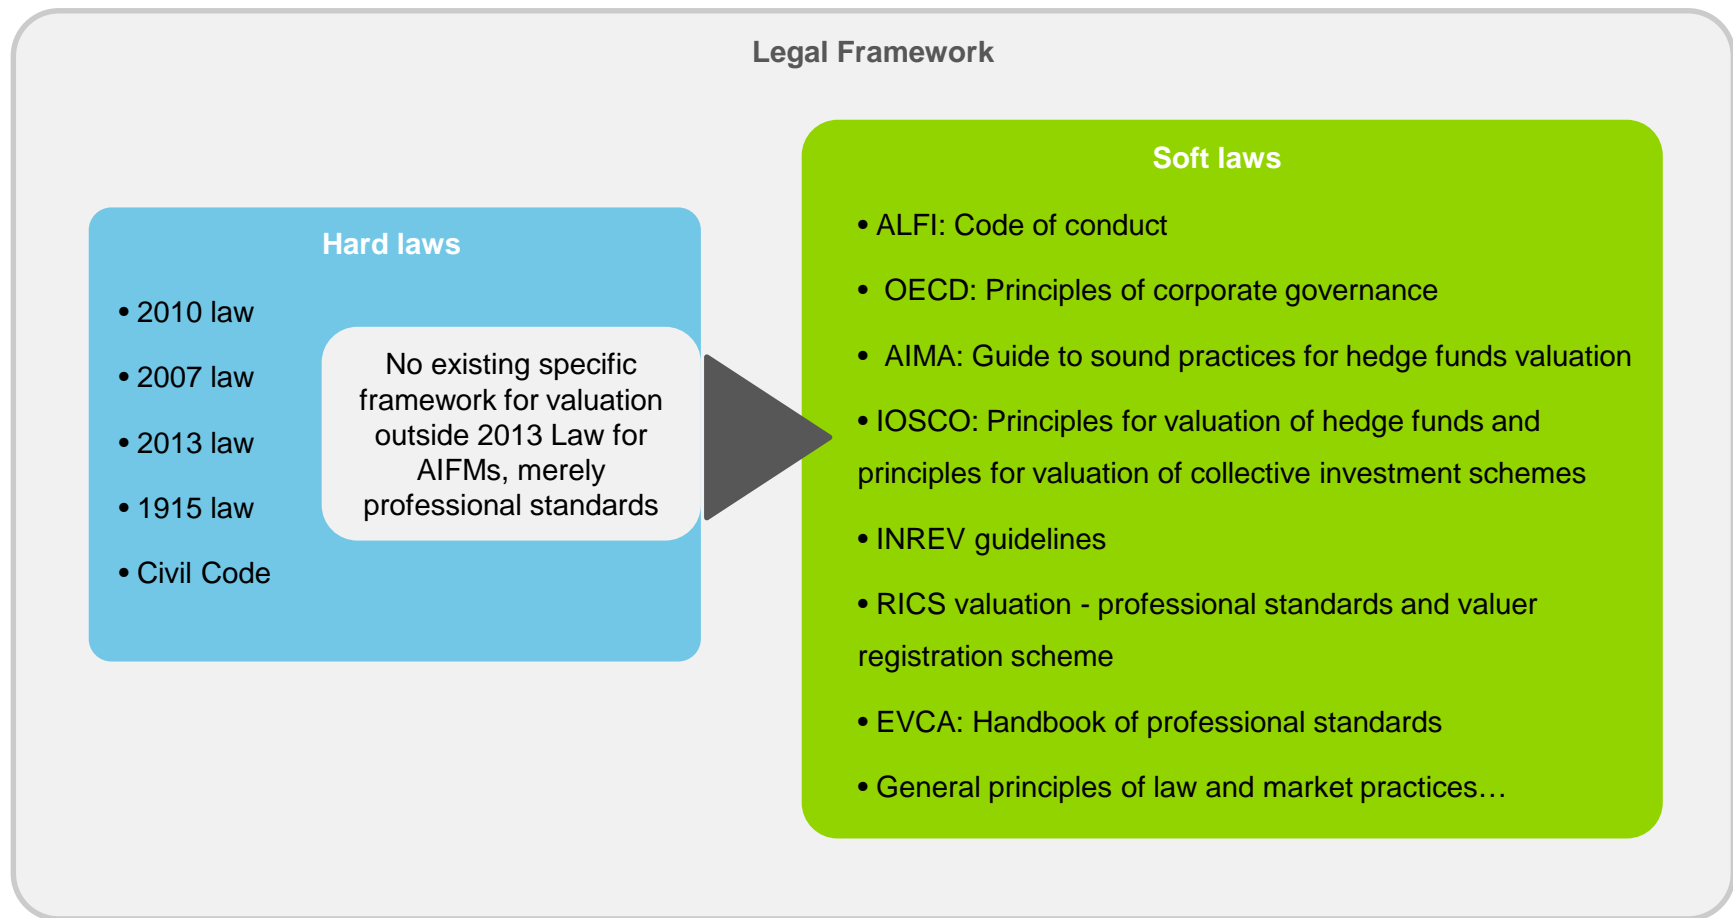 Legal Framework
Hard laws
• 2010 law
• 2007 law
• 2013 law
• 1915 law
• Civil Code
No existing specific
framework for valuation
outside 2013 Law for
AIFMs, merely
professional standards
Soft laws
• ALFI: Code of conduct
• OECD: Principles of corporate governance
• AIMA: Guide to sound practices for hedge funds valuation
• IOSCO: Principles for valuation of hedge funds and
principles for valuation of collective investment schemes
• INREV guidelines
• RICS valuation - professional standards and valuer
registration scheme
• EVCA: Handbook of professional standards
• General principles of law and market practices…